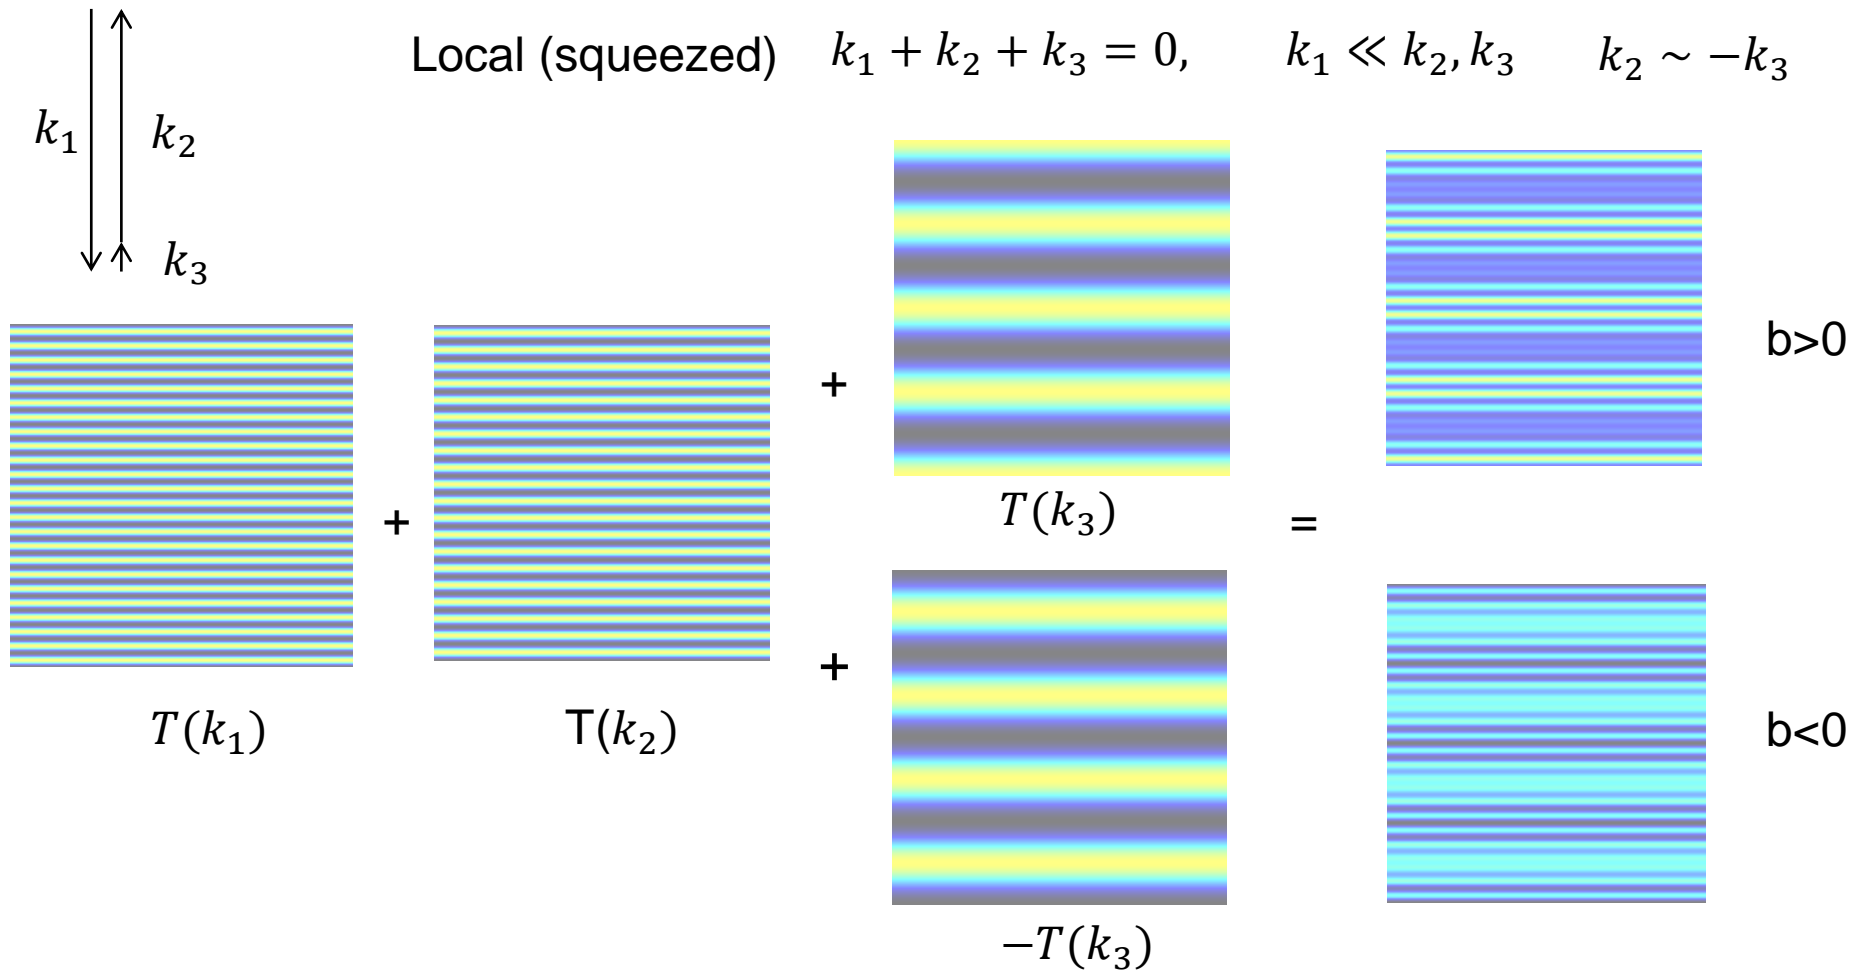 Local (squeezed) k₁ + k₂ + k₃ = 0, k₁ ≪ k₂, k₃ k₂ ~ −k₃
k₁ k₂
k₃
b>0
+
T(k₃)
+ =
+
T(k₁) T(k₂) b<0
−T(k₃)